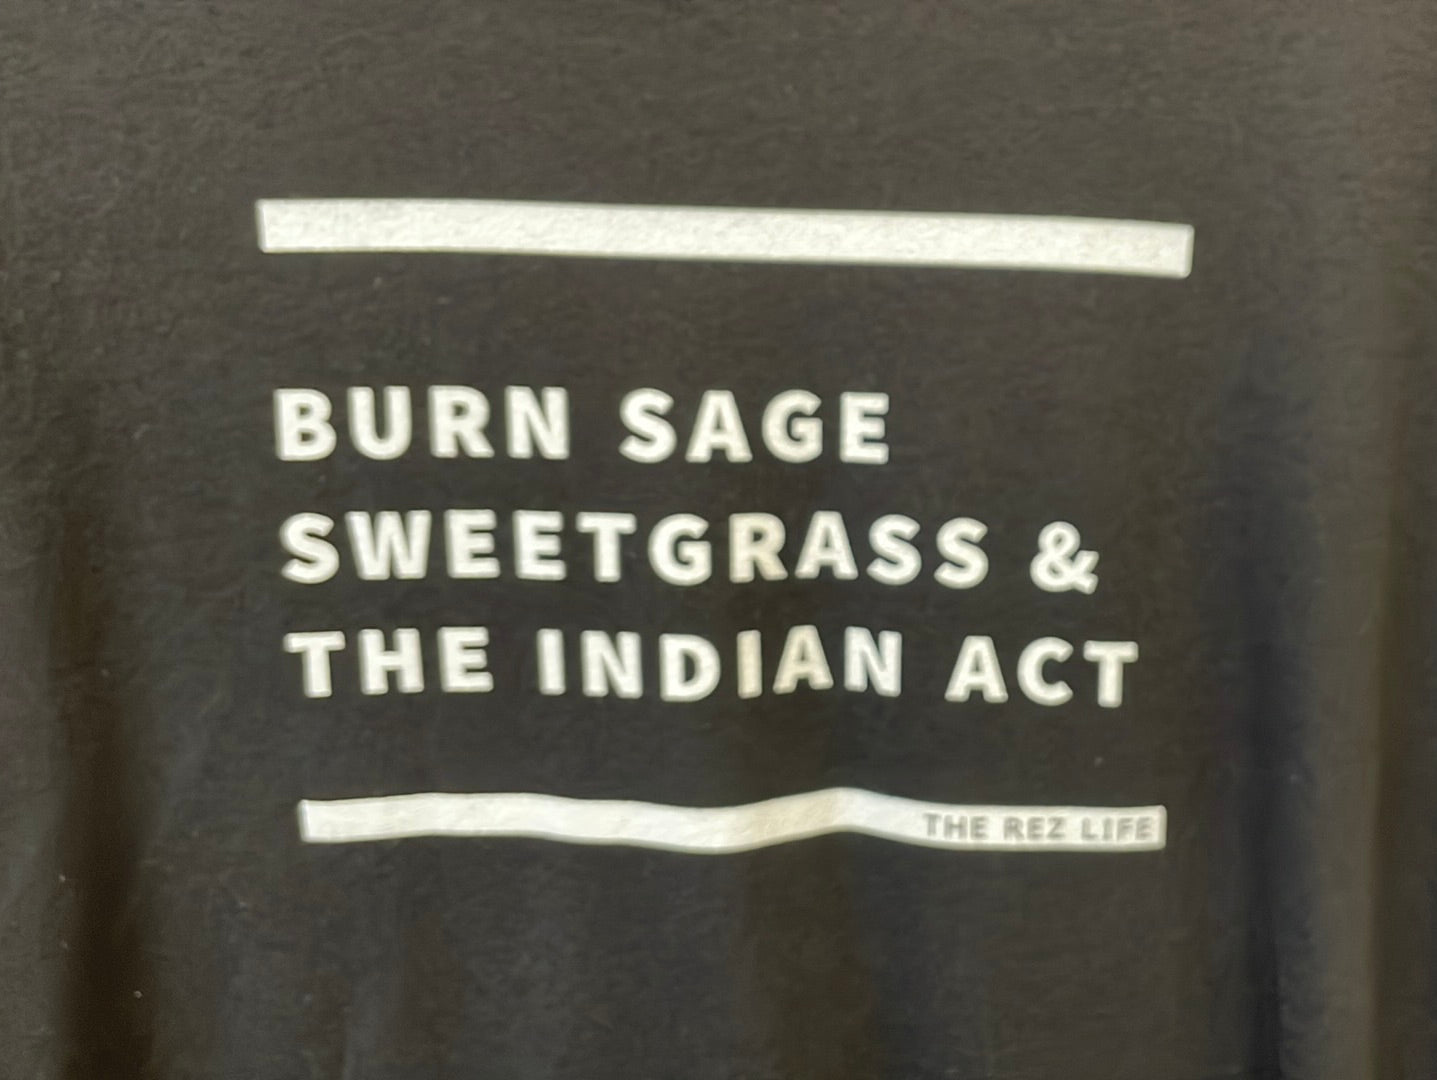 BURN SAGE
SWEETGRASS &
THE INDIAN ACT
THE REZ LIFE